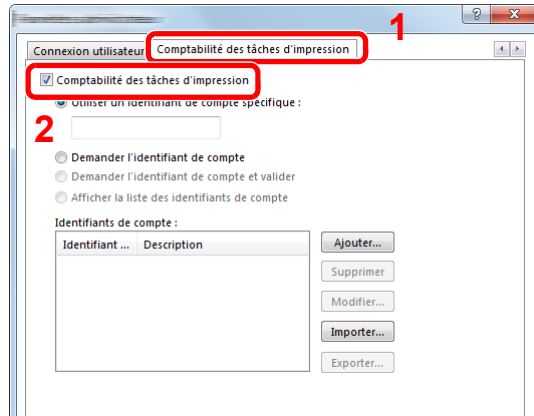 1
Connexion utilisateur Comptabilité des tâches d'impression
Comptabilité des tâches d'impression
Utiliser un identifiant de compte spécifique :
2
Demander l'identifiant de compte
Demander l'identifiant de compte et valider
Afficher la liste des identifiants de compte
Identifiants de compte :
Identifiant ... Description
Ajouter...
Supprimer
Modifier...
Importer...
Exporter...